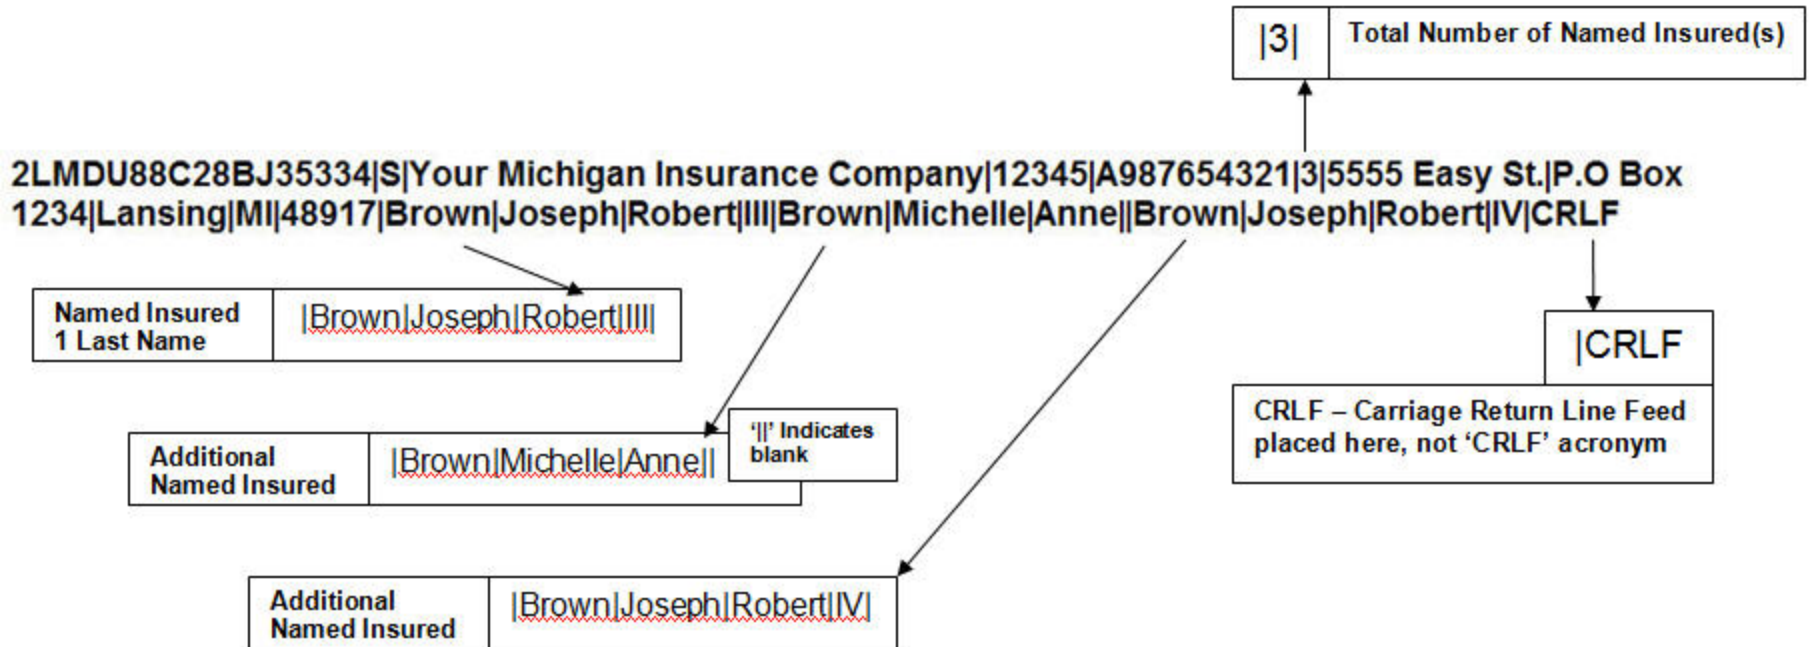 |3|
Total Number of Named Insured(s)
2LMDU88C28BJ35334|S|Your Michigan Insurance Company|12345|A987654321|3|5555 Easy St.|P.O Box
1234|Lansing|MI|48917|Brown|Joseph|Robert|III|Brown|Michelle|Anne||Brown|Joseph|Robert|IV|CRLF
Named Insured
1 Last Name
|Brown|Joseph|Robert|III|
|CRLF
CRLF – Carriage Return Line Feed
placed here, not ‘CRLF’ acronym
Additional
Named Insured
|Brown|Michelle|Anne||
‘||’ Indicates
blank
Additional
Named Insured
|Brown|Joseph|Robert|IV|